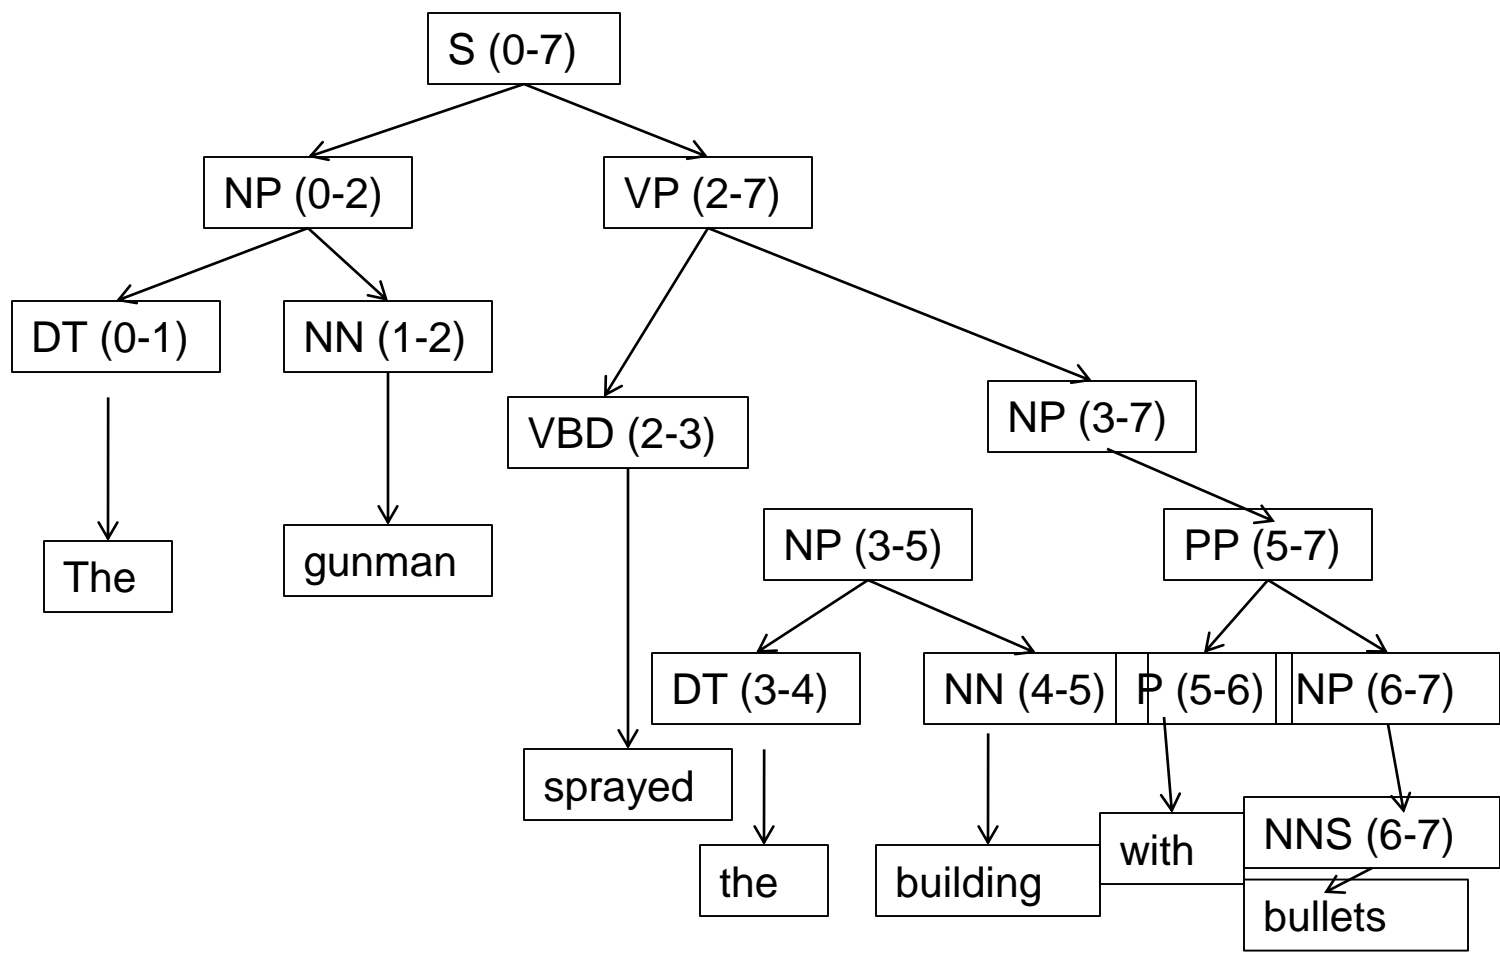 S (0-7)
NP (0-2)
VP (2-7)
DT (0-1)
NN (1-2)
VBD (2-3)
NP (3-7)
The
gunman
NP (3-5)
PP (5-7)
DT (3-4)
NN (4-5)
P (5-6)
NP (6-7)
sprayed
the
building
with
NNS (6-7)
bullets